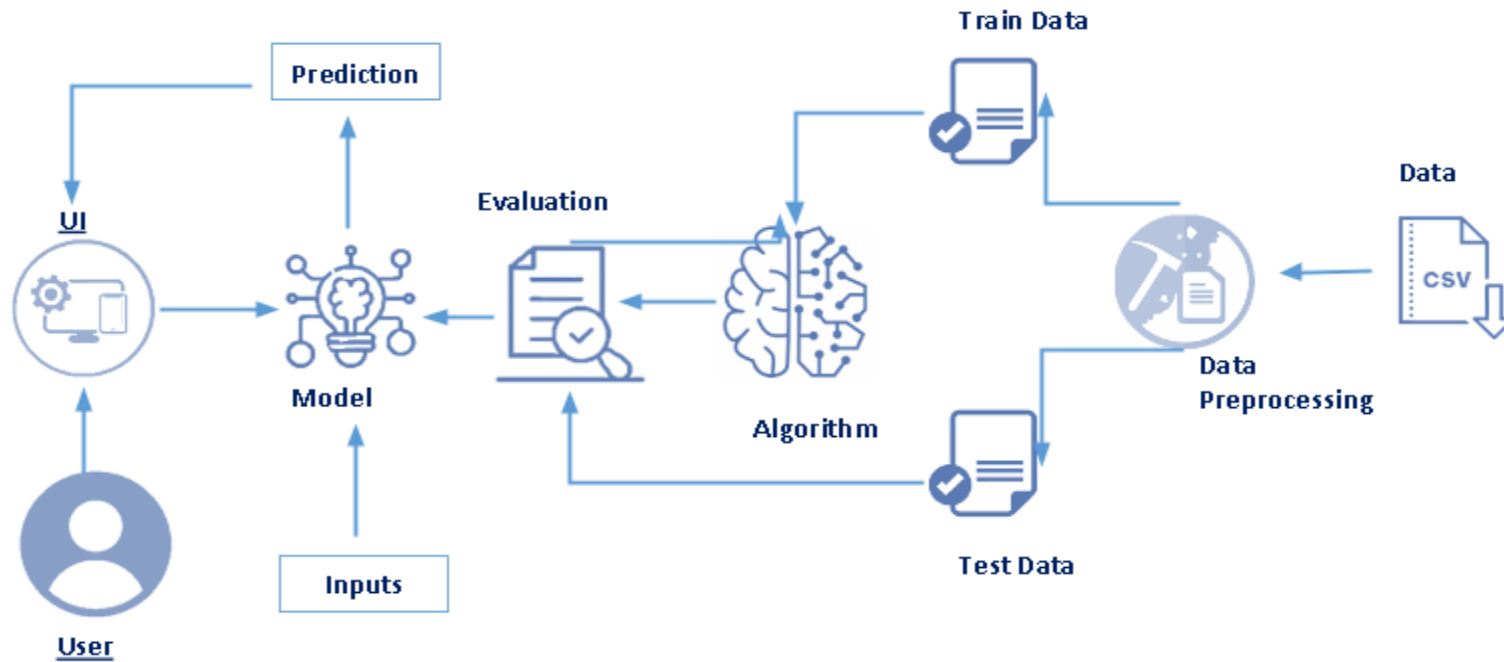 Train Data
Prediction
Data
Evaluation
UI
CSV
Model
Data
Preprocessing
Algorithm
Test Data
Inputs
User